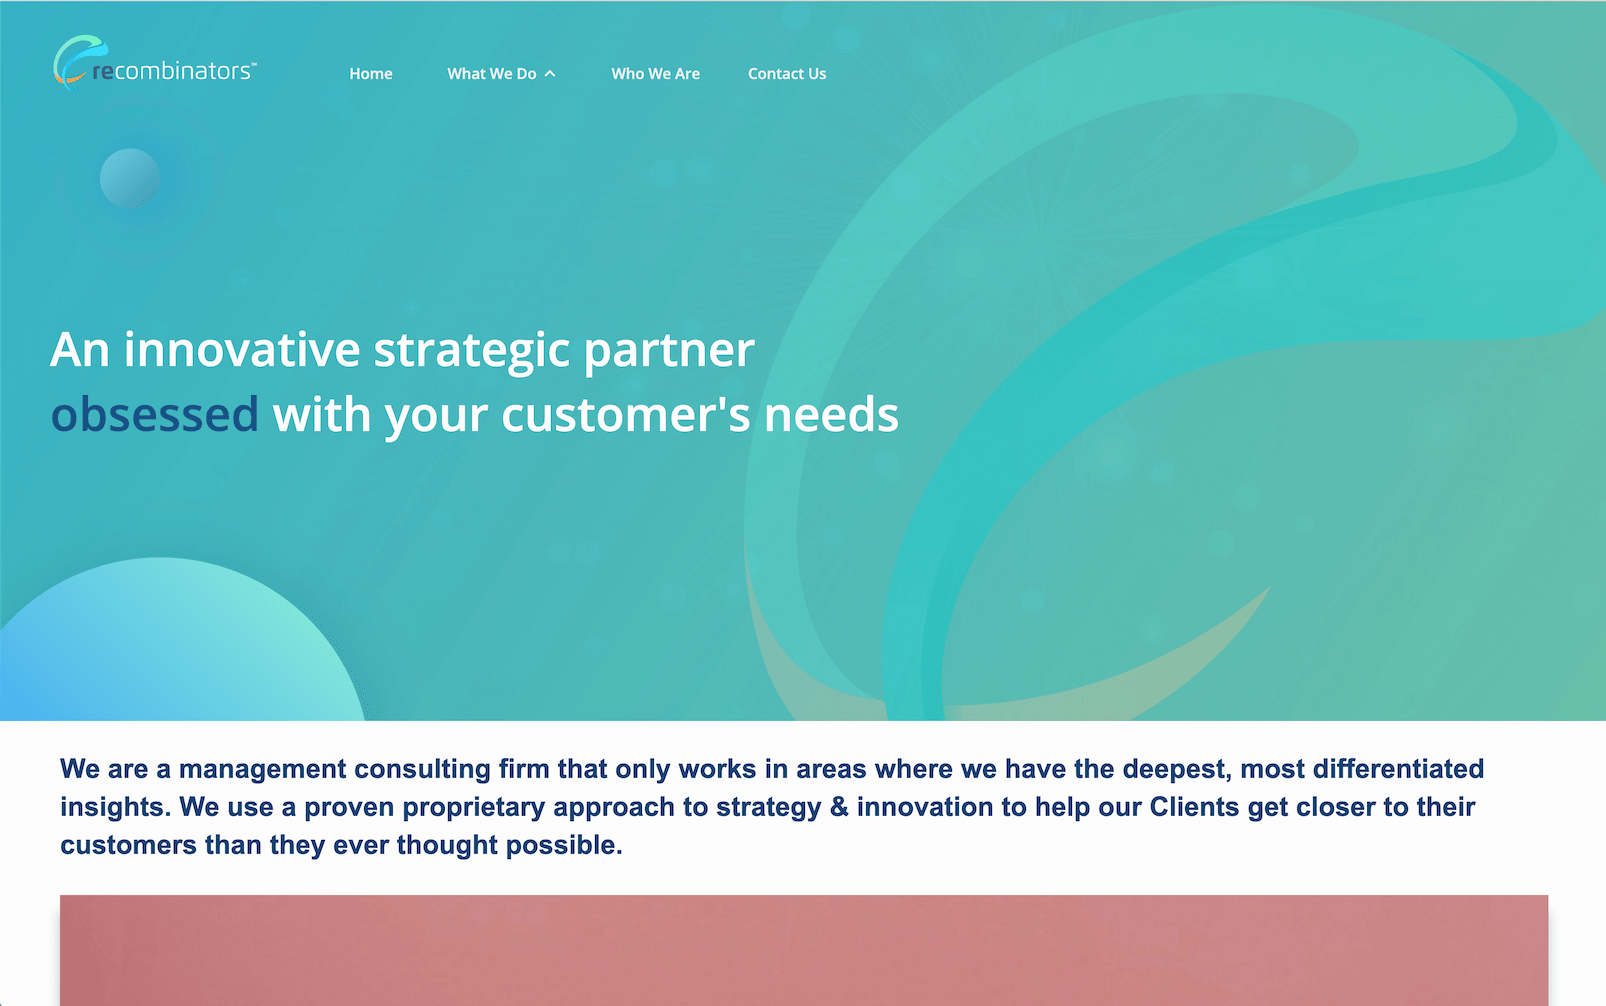 recombinators™
Home
What We Do
Who We Are
Contact Us
An innovative strategic partner
obsessed with your customer's needs
We are a management consulting firm that only works in areas where we have the deepest, most differentiated
insights. We use a proven proprietary approach to strategy & innovation to help our Clients get closer to their
customers than they ever thought possible.